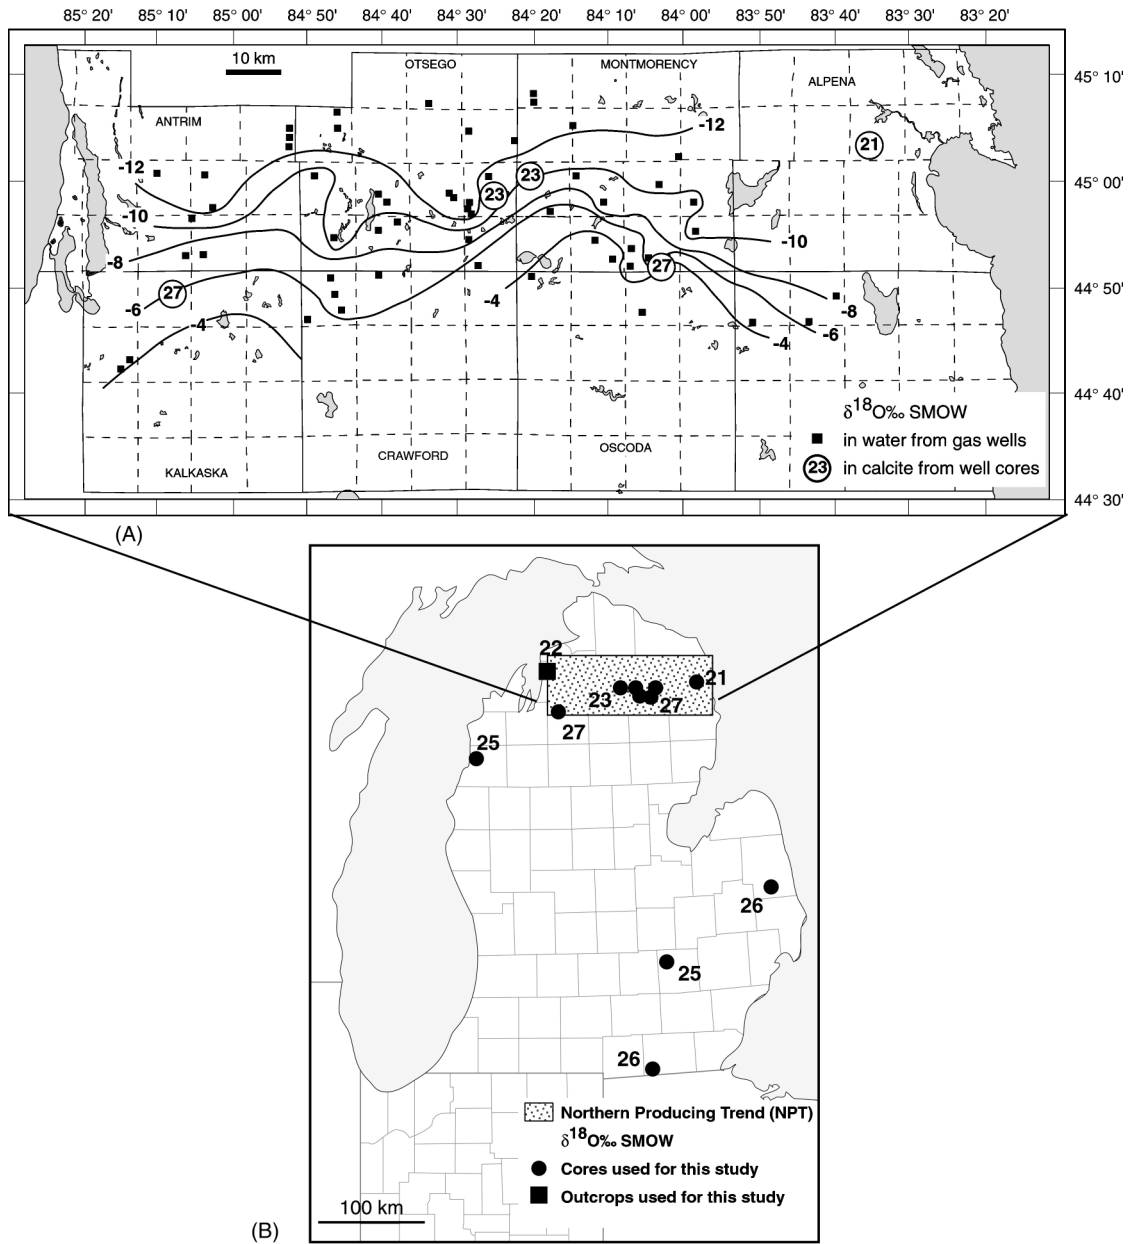 85° 20' 85° 10' 85° 00' 84° 50' 84° 40' 84° 30' 84° 20' 84° 10' 84° 00' 83° 50' 83° 40' 83° 30' 83° 20'
10 km
OTSEGO
MONTMORENCY
ALPENA
45° 10'
ANTRIM
-12
21
-12
23
23
45° 00'
-10
-10
-8
27
27
-4
44° 50'
-6
-8
-4
-6
-4
44° 40'
δ18O‰ SMOW
in water from gas wells
23 in calcite from well cores
OSCODA
CRAWFORD
KALKASKA
44° 30'
(A)
22
21
23
27
27
25
26
25
26
Northern Producing Trend (NPT)
δ18O‰ SMOW
Cores used for this study
Outcrops used for this study
100 km
(B)